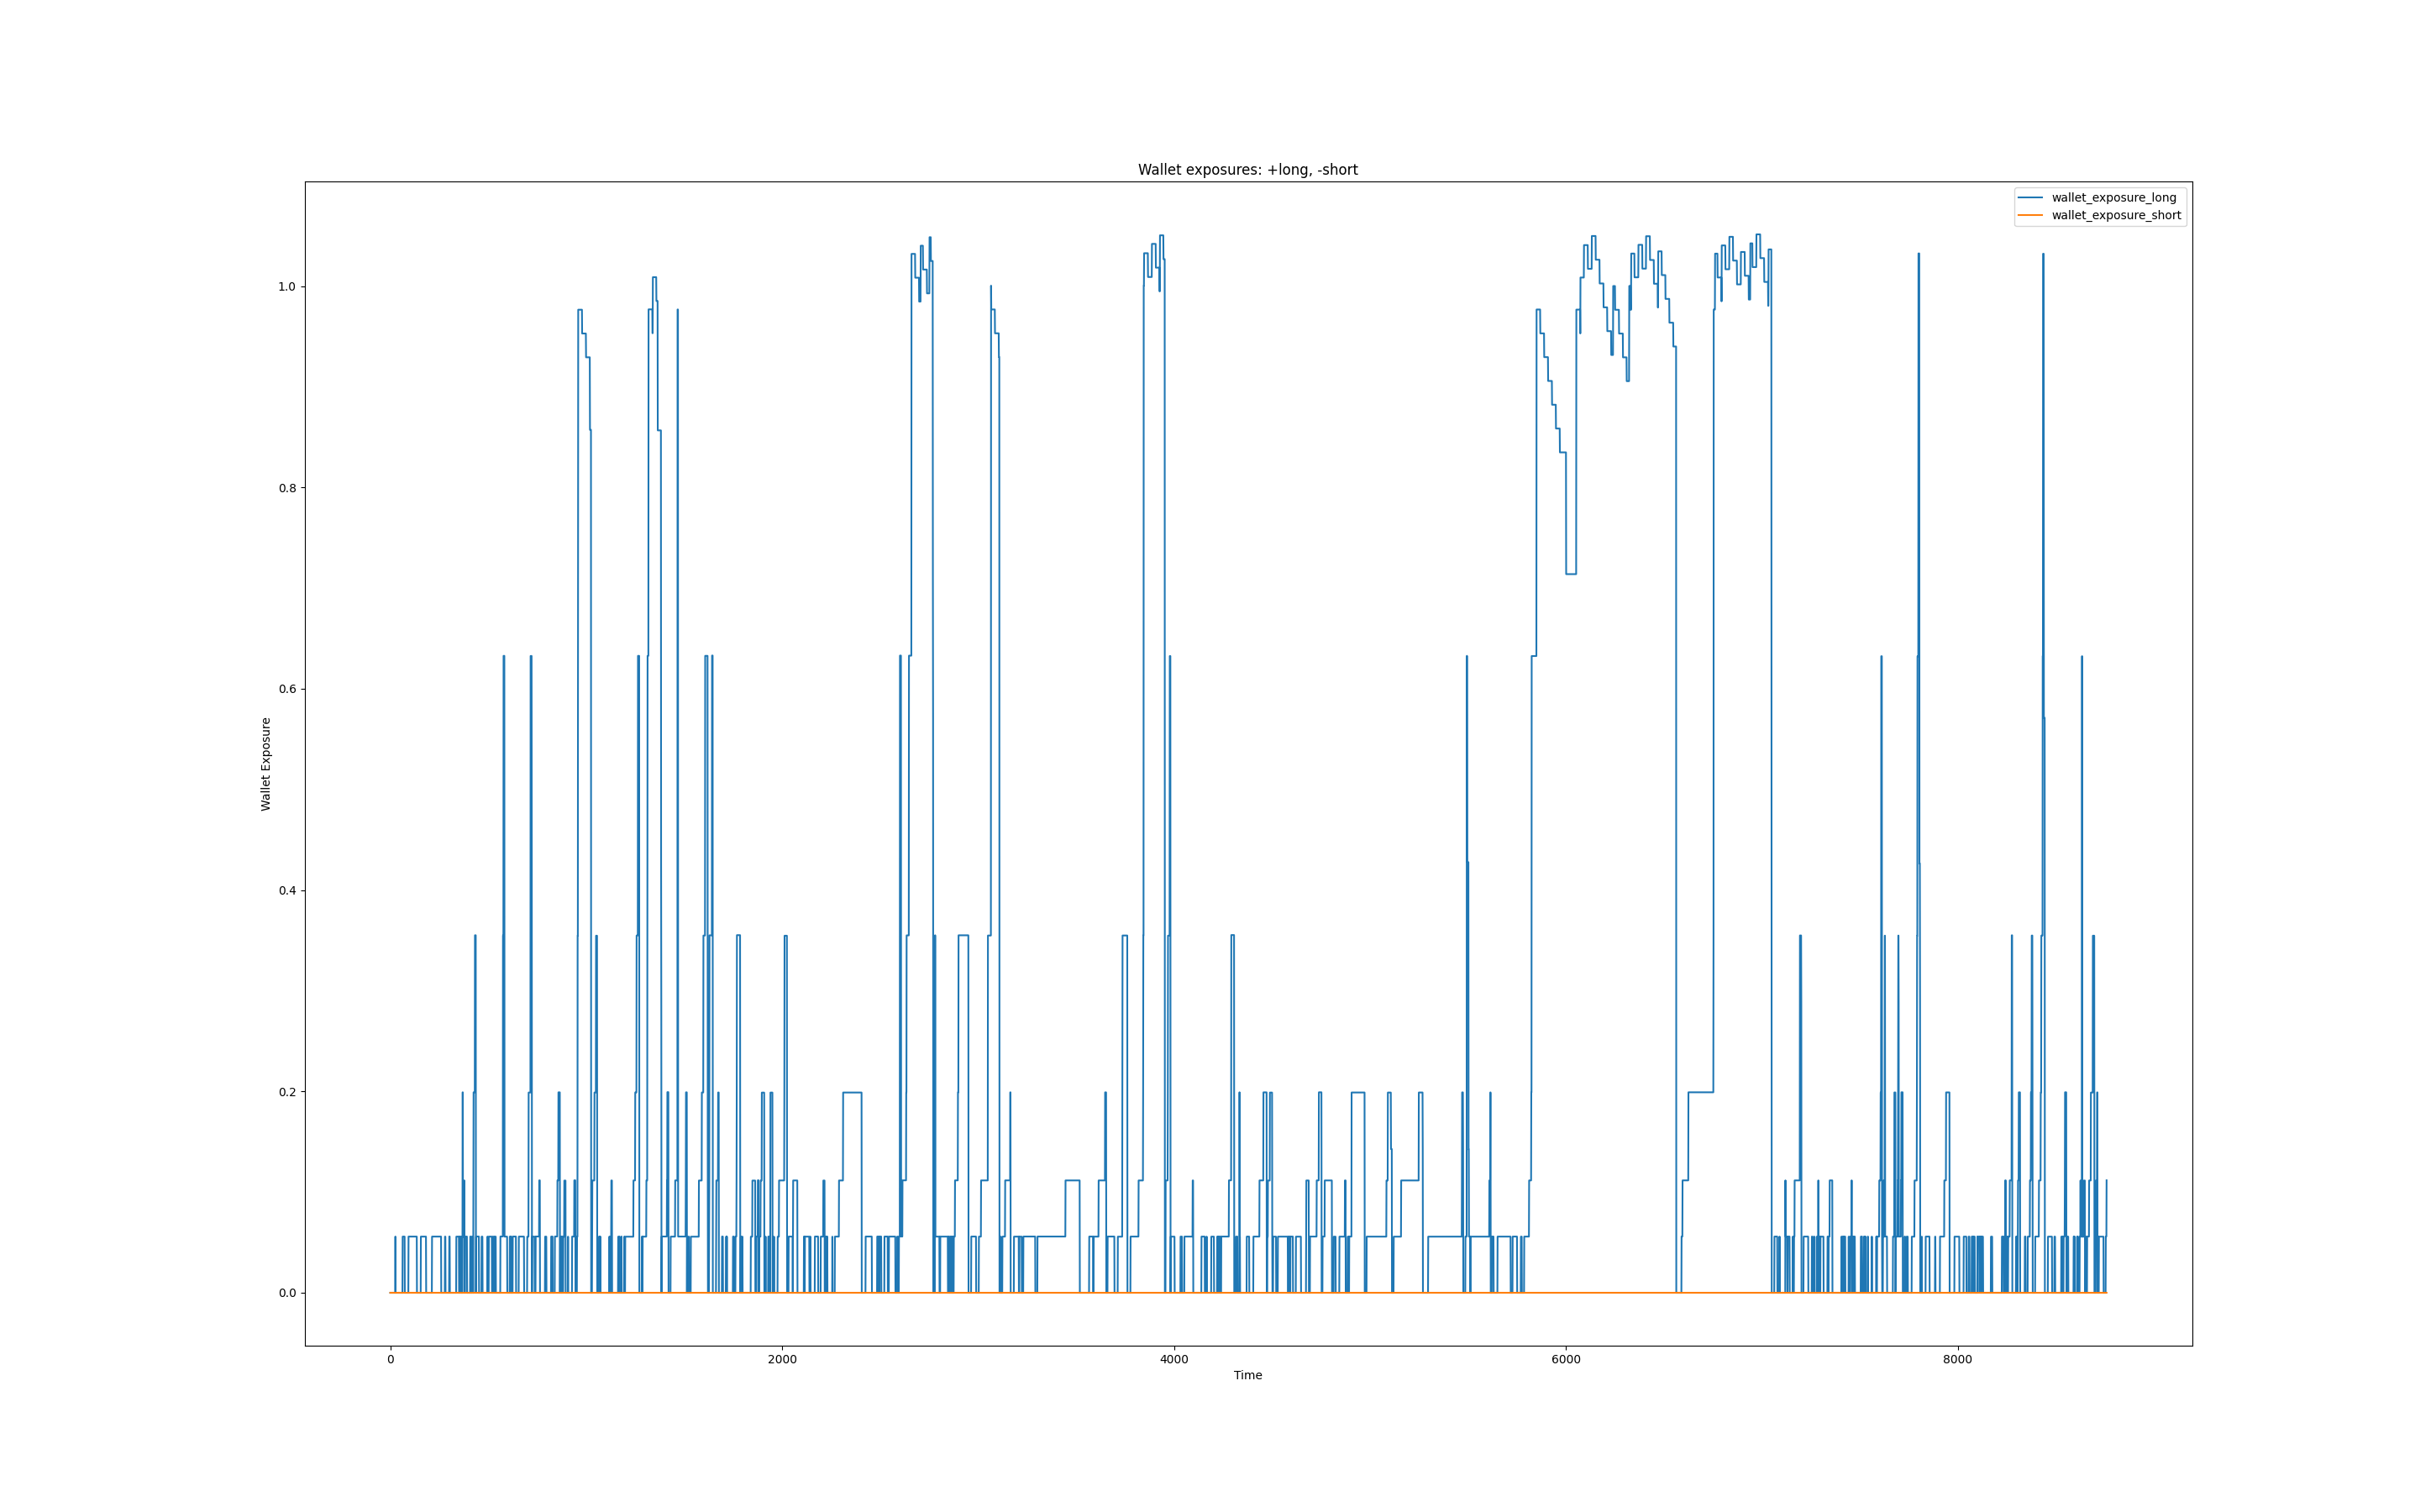 Wallet exposures: +long, -short
wallet_exposure_long
wallet_exposure_short
1.0
0.8
0.6
0.4
0.2
0.0
Wallet Exposure
0 2000 4000 6000 8000
Time